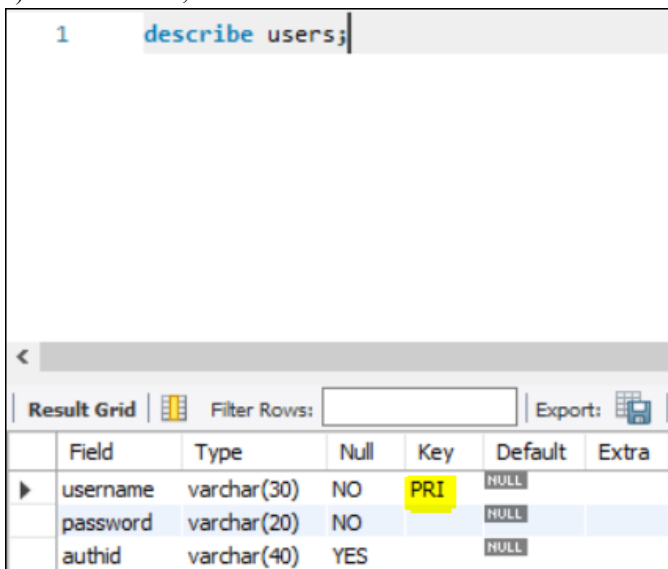 1 describe users;
Result Grid Filter Rows: Export:
Field Type Null Key Default Extra
username varchar(30) NO PRI NULL
password varchar(20) NO NULL
authid varchar(40) YES NULL